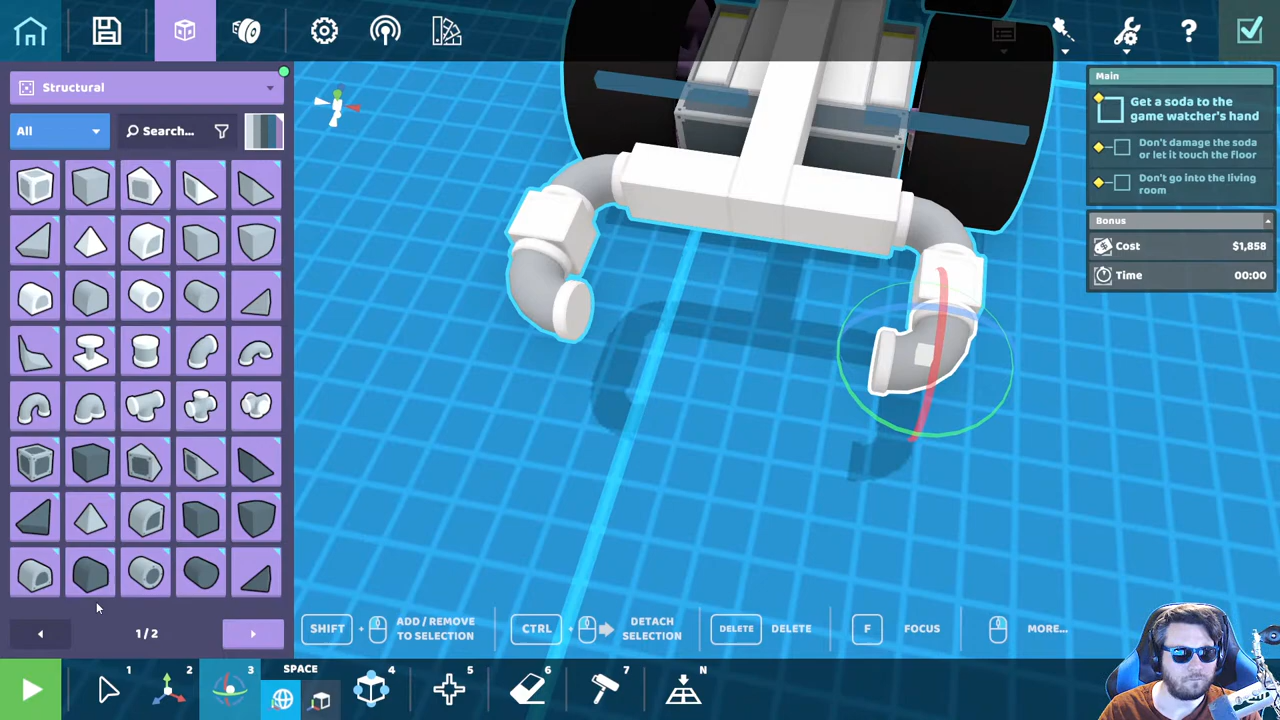 Structural
All
Search...
1/2
Main
Get a soda to the
game watcher's hand
Don't damage the soda
or let it touch the floor
Don't go into the living
room
Bonus
Cost $1,858
Time 00:00
SHIFT + ADD / REMOVE
TO SELECTION
CTRL + DETACH
SELECTION
DELETE DELETE
F FOCUS
MORE...
1
2
3
SPACE
4
5
6
7
N